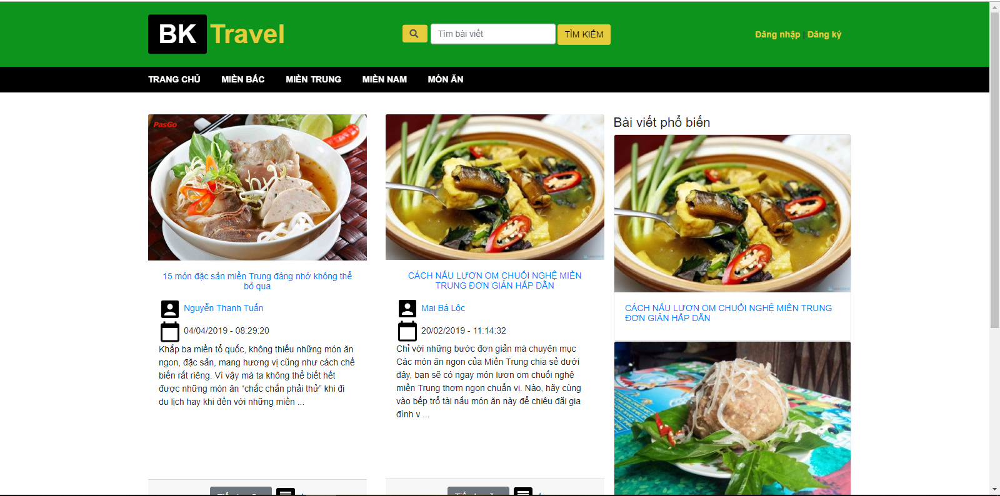 BK Travel
Tìm bài viết
TÌM KIẾM
Đăng nhập | Đăng ký
TRANG CHỦ
MIỀN BẮC
MIỀN TRUNG
MIỀN NAM
MÓN ĂN
PasGo
15 món đặc sản miền Trung đáng nhớ không thể
bỏ qua
Nguyễn Thanh Tuấn
04/04/2019 - 08:29:20
Khắp ba miền tổ quốc, không thiếu những món ăn
ngon, đặc sản, mang hương vị cũng như cách chế
biến rất riêng. Vì vậy mà ta không thể biết hết
được những món ăn “chắc chắn phải thử” khi đi
du lịch hay khi đến với những miền ...
CÁCH NẤU LƯƠN OM CHUỐI NGHỆ MIỀN
TRUNG ĐƠN GIẢN HẤP DẪN
Mai Bá Lộc
20/02/2019 - 11:14:32
Chỉ với những bước đơn giản mà chuyên mục
Các món ăn ngon của Miền Trung chia sẻ dưới
đây, bạn sẽ có ngay món lươn om chuối nghệ
miền Trung thơm ngon chuẩn vị. Nào, hãy cùng
vào bếp trổ tài nấu món ăn này để chiêu đãi gia
đình v ...
Bài viết phổ biến
CÁCH NẤU LƯƠN OM CHUỐI NGHỆ MIỀN TRUNG
ĐƠN GIẢN HẤP DẪN